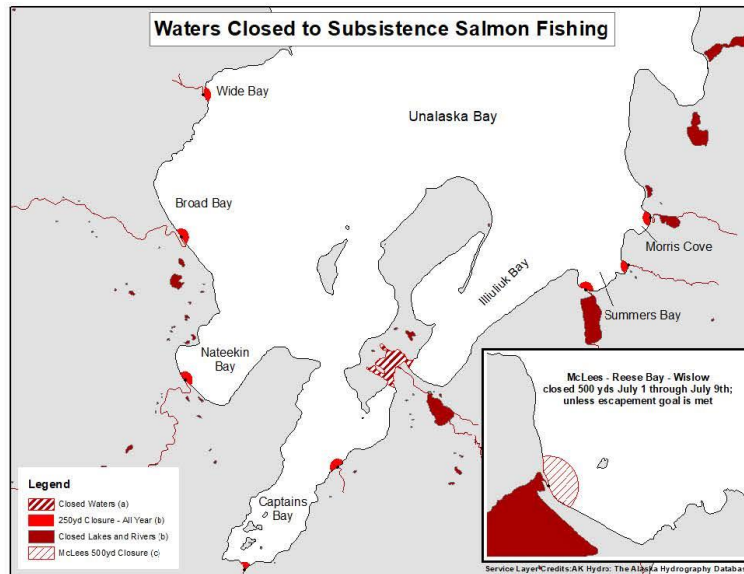 Waters Closed to Subsistence Salmon Fishing
Wide Bay
Unalaska Bay
Broad Bay
Morris Cove
Illiuliuk Bay
Summers Bay
Nateekin
Bay
McLees - Reese Bay - Wislow
closed 500 yds July 1 through July 9th;
unless escapement goal is met
Captains
Bay
Legend
Closed Waters (a)
250yd Closure - All Year (b)
Closed Lakes and Rivers (b)
McLees 500yd Closure (c)
Service Layer Credits:AK Hydro: The Alaska Hydrography Databas